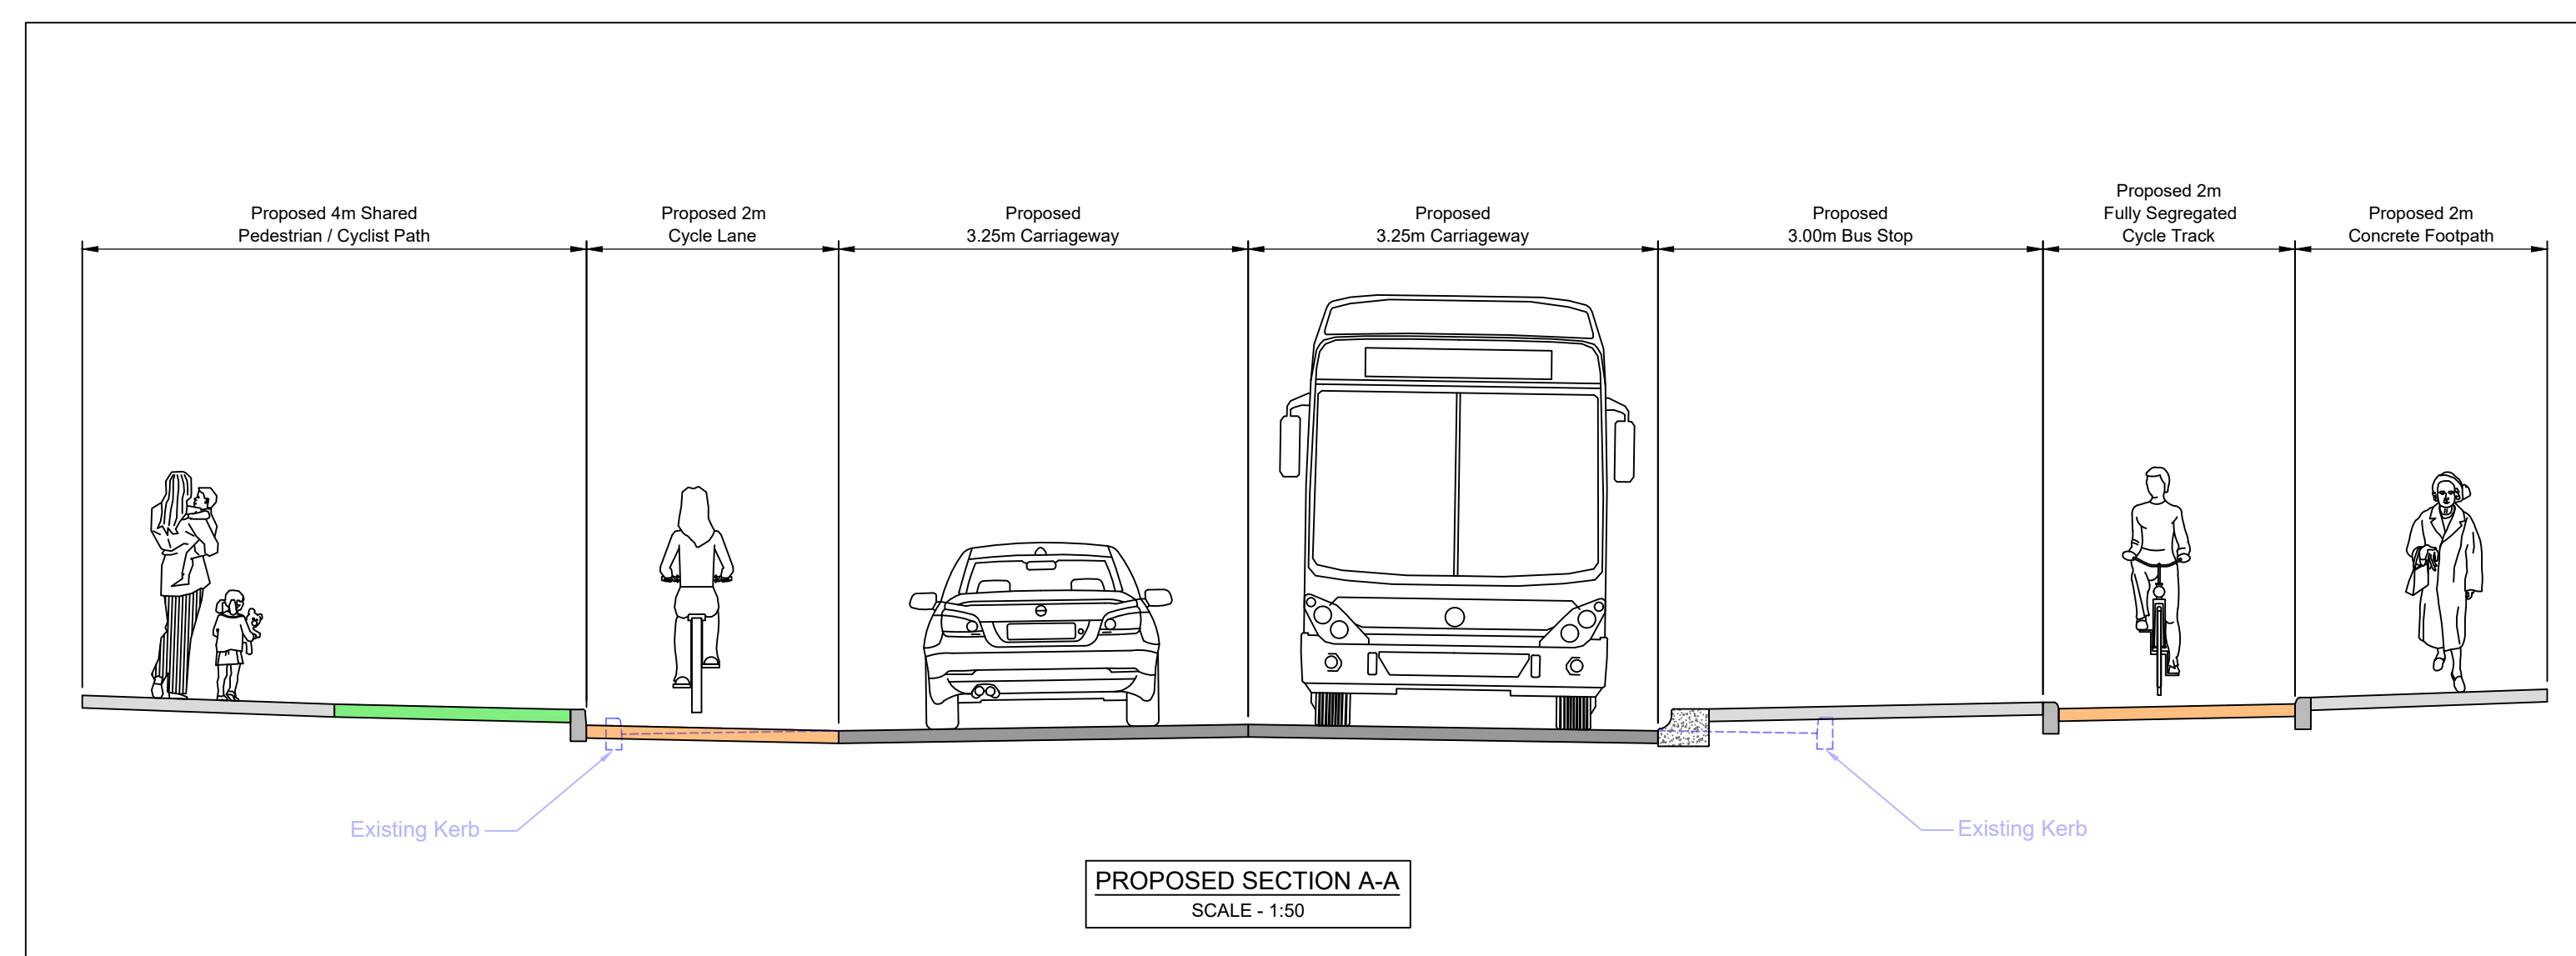 Proposed 4m Shared
Pedestrian / Cyclist Path
Proposed 2m
Cycle Lane
Proposed
3.25m Carriageway
Proposed
3.25m Carriageway
Proposed
3.00m Bus Stop
Proposed 2m
Fully Segregated
Cycle Track
Proposed 2m
Concrete Footpath
Existing Kerb
Existing Kerb
PROPOSED SECTION A-A
SCALE - 1:50